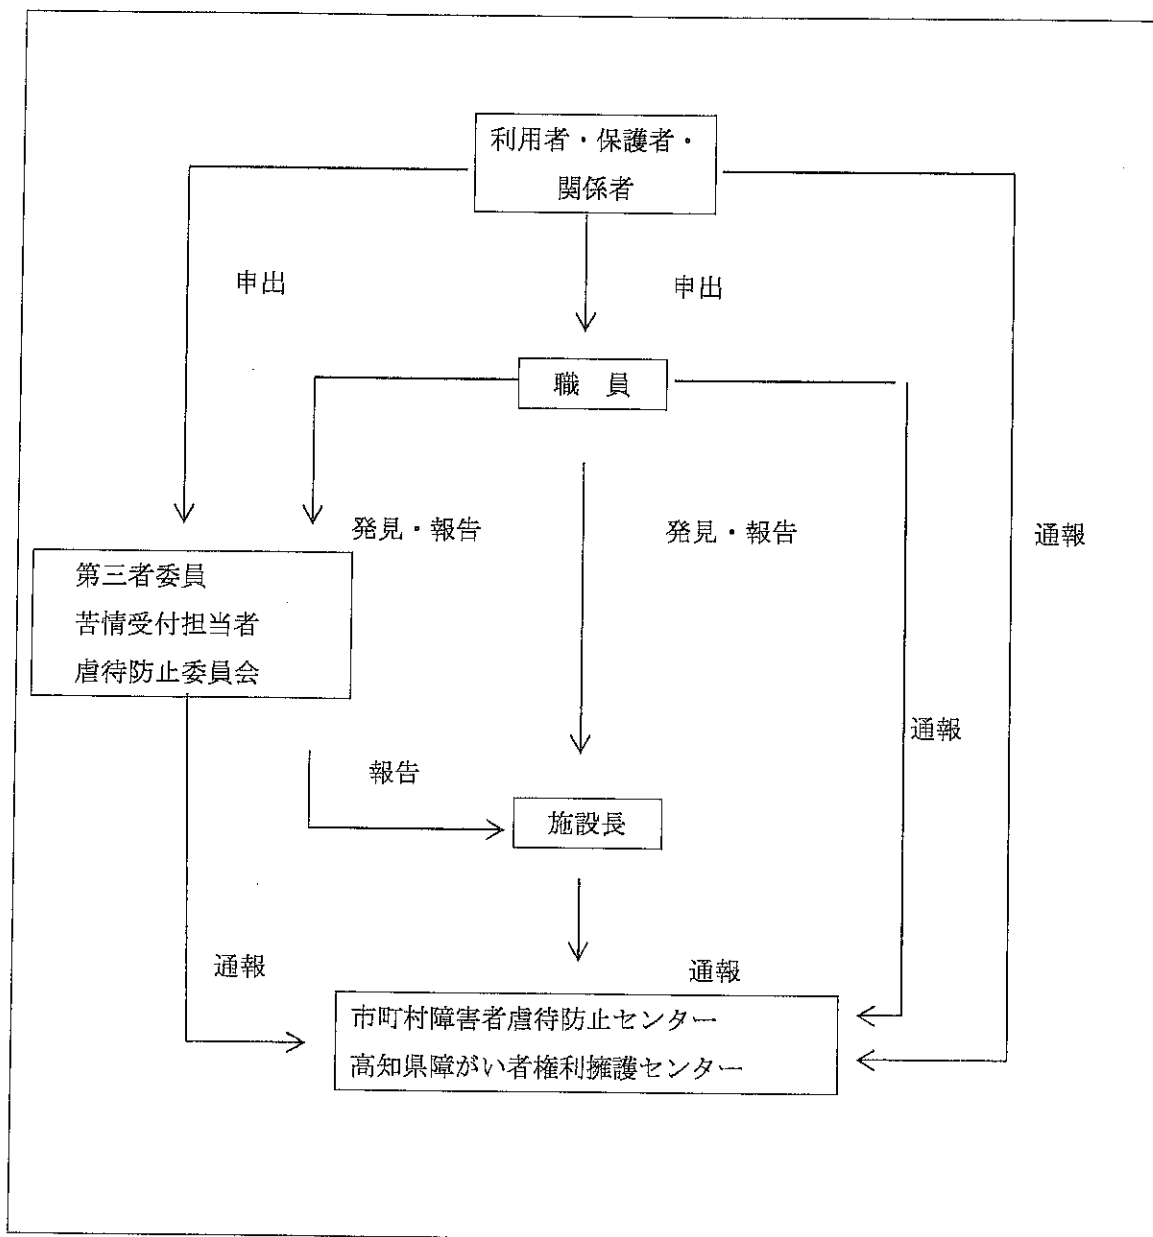 利用者・保護者・
関係者
申出
申出
職　員
発見・報告
発見・報告
通報
第三者委員
苦情受付担当者
虐待防止委員会
通報
報告
施設長
通報
通報
市町村障害者虐待防止センター
高知県障がい者権利擁護センター